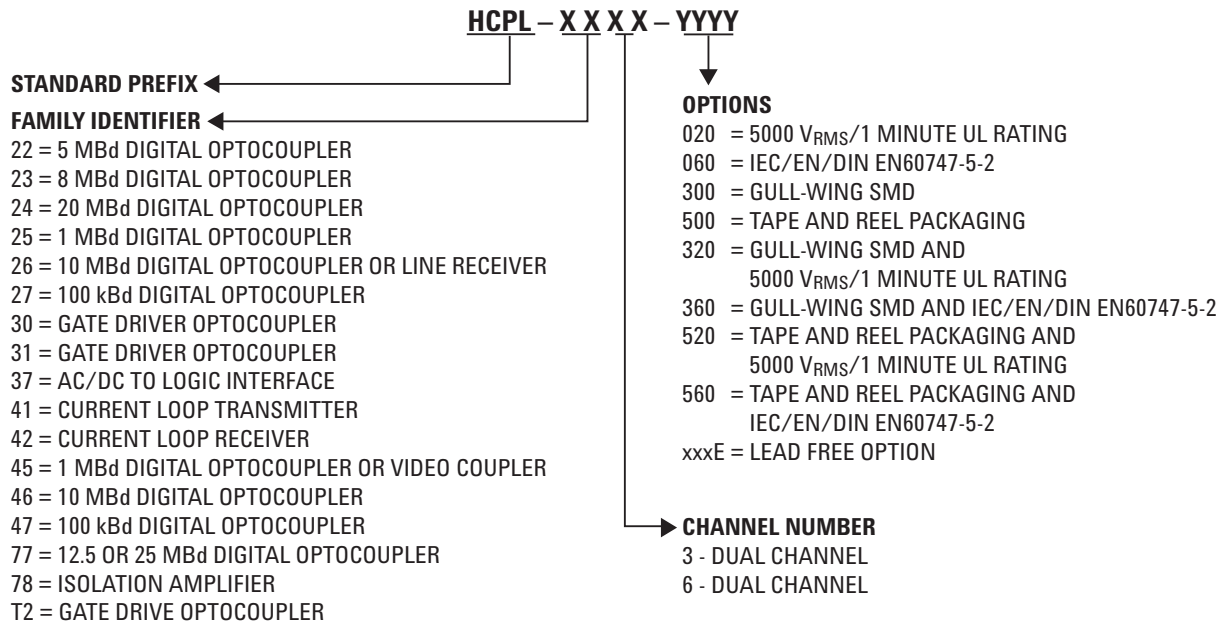 HCPL – X X X X – YYYY
STANDARD PREFIX
FAMILY IDENTIFIER
22 = 5 MBd DIGITAL OPTOCOUPLER
23 = 8 MBd DIGITAL OPTOCOUPLER
24 = 20 MBd DIGITAL OPTOCOUPLER
25 = 1 MBd DIGITAL OPTOCOUPLER
26 = 10 MBd DIGITAL OPTOCOUPLER OR LINE RECEIVER
27 = 100 kBd DIGITAL OPTOCOUPLER
30 = GATE DRIVER OPTOCOUPLER
31 = GATE DRIVER OPTOCOUPLER
37 = AC/DC TO LOGIC INTERFACE
41 = CURRENT LOOP TRANSMITTER
42 = CURRENT LOOP RECEIVER
45 = 1 MBd DIGITAL OPTOCOUPLER OR VIDEO COUPLER
46 = 10 MBd DIGITAL OPTOCOUPLER
47 = 100 kBd DIGITAL OPTOCOUPLER
77 = 12.5 OR 25 MBd DIGITAL OPTOCOUPLER
78 = ISOLATION AMPLIFIER
T2 = GATE DRIVE OPTOCOUPLER
OPTIONS
020 = 5000 VRMS/1 MINUTE UL RATING
060 = IEC/EN/DIN EN60747-5-2
300 = GULL-WING SMD
500 = TAPE AND REEL PACKAGING
320 = GULL-WING SMD AND
5000 VRMS/1 MINUTE UL RATING
360 = GULL-WING SMD AND IEC/EN/DIN EN60747-5-2
520 = TAPE AND REEL PACKAGING AND
5000 VRMS/1 MINUTE UL RATING
560 = TAPE AND REEL PACKAGING AND
IEC/EN/DIN EN60747-5-2
xxxE = LEAD FREE OPTION
CHANNEL NUMBER
3 - DUAL CHANNEL
6 - DUAL CHANNEL